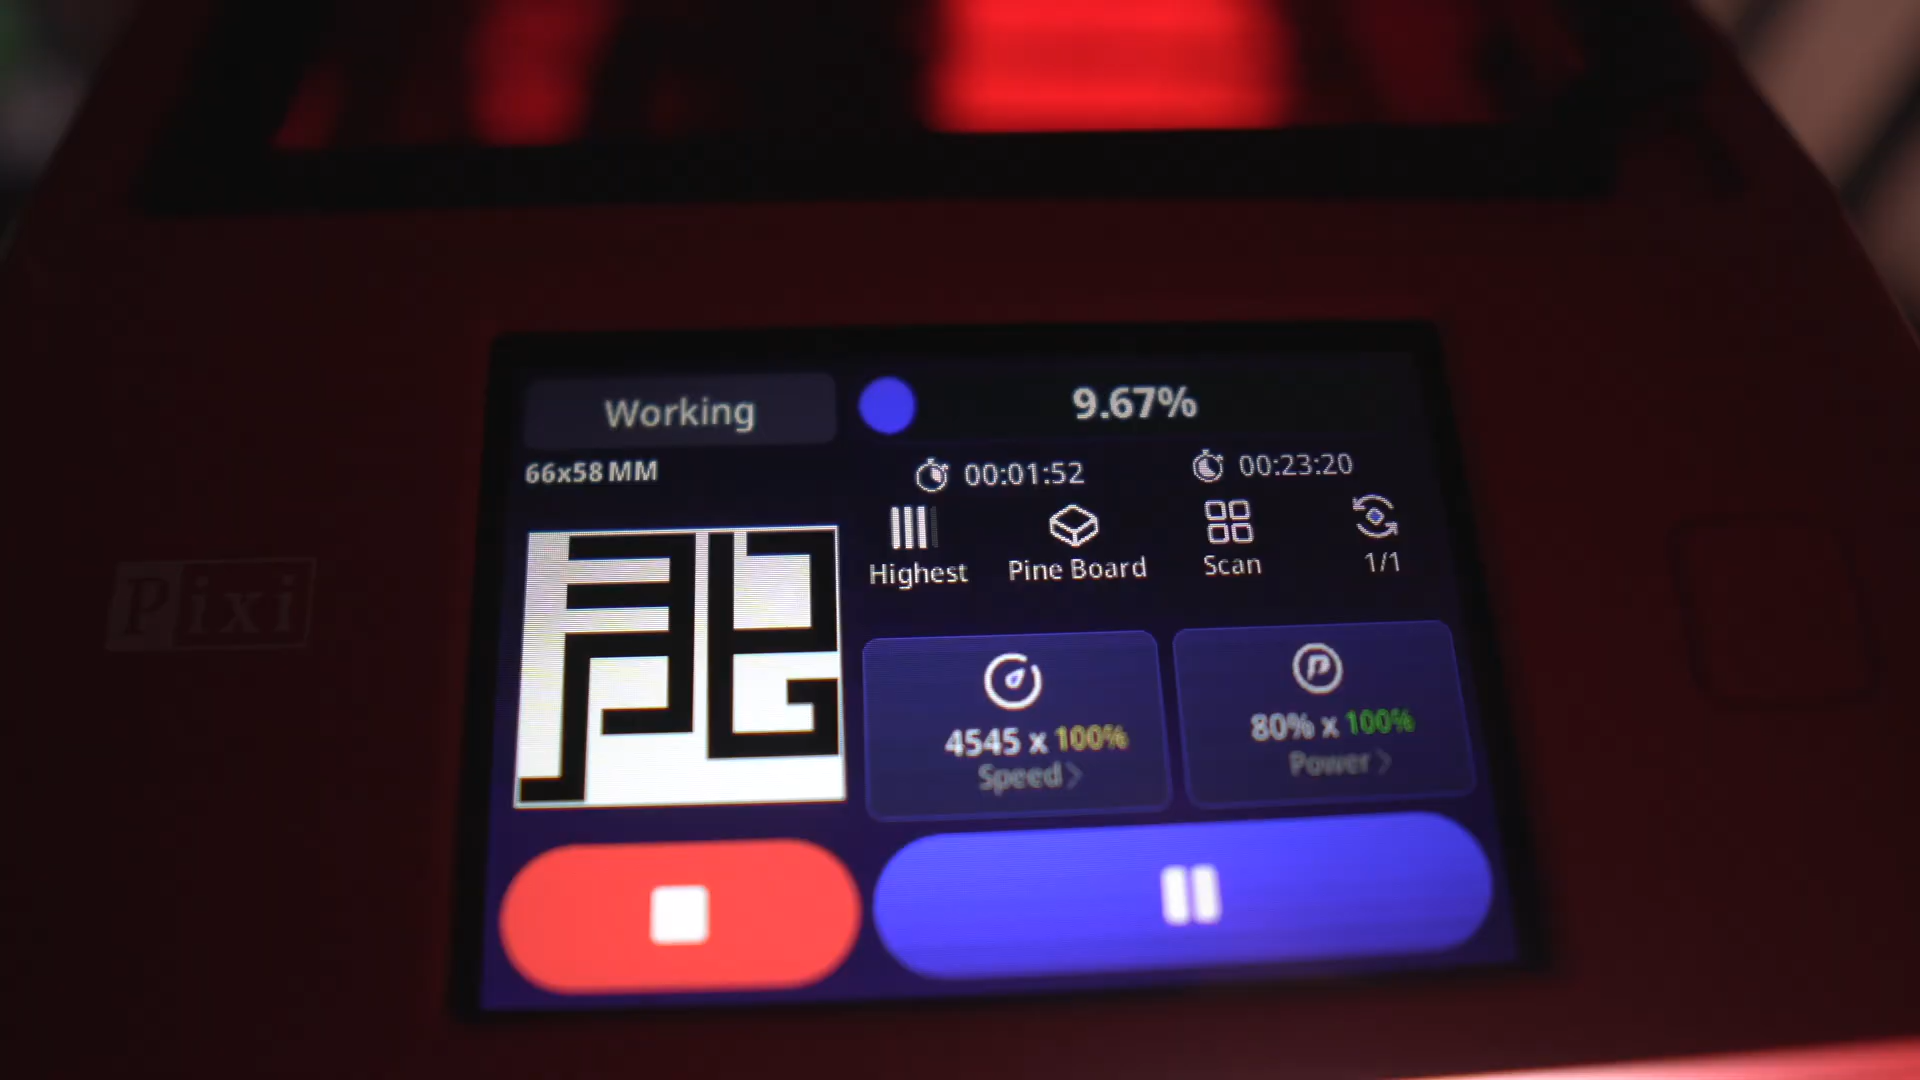 Working
9.67%
66x58 MM
00:01:52
00:23:20
Highest
Pine Board
Scan
1/1
Pixi
4545 x 100%
Speed
80% x 100%
Power